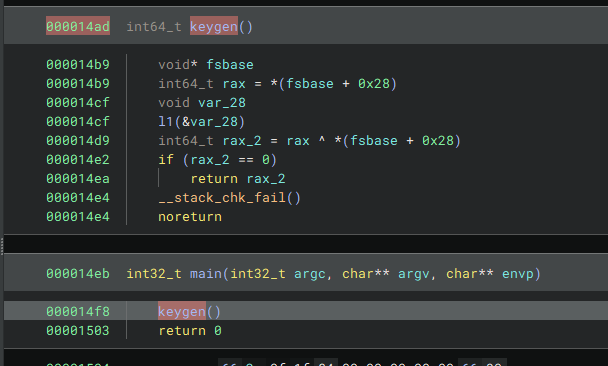 000014ad int64_t keygen()
000014b9 void* fsbase
000014b9 int64_t rax = *(fsbase + 0x28)
000014cf void var_28
000014cf l1(&var_28)
000014d9 int64_t rax_2 = rax ^ *(fsbase + 0x28)
000014e2 if (rax_2 == 0)
000014ea return rax_2
000014e4 __stack_chk_fail()
000014e4 noreturn
000014eb int32_t main(int32_t argc, char** argv, char** envp)
000014f8 keygen()
00001503 return 0